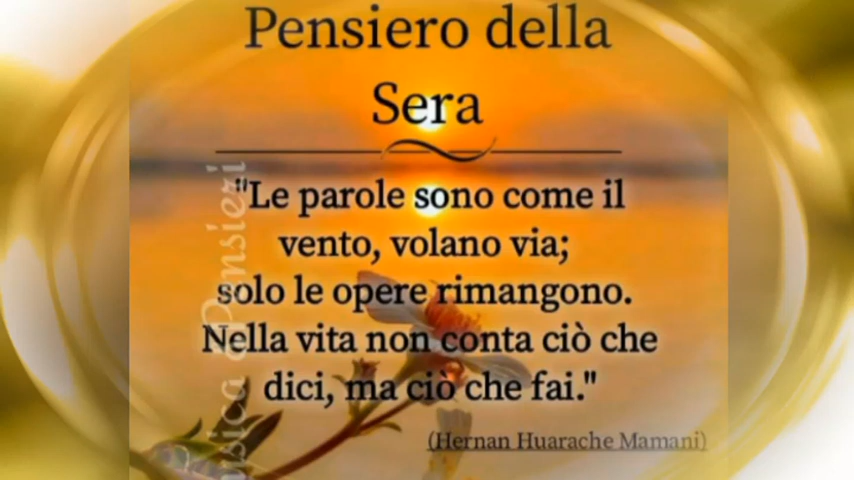 Pensiero della
Sera
"Le parole sono come il
vento, volano via;
solo le opere rimangono.
Nella vita non conta ciò che
dici, ma ciò che fai."
(Hernan Huarache Mamani)
Pensieri